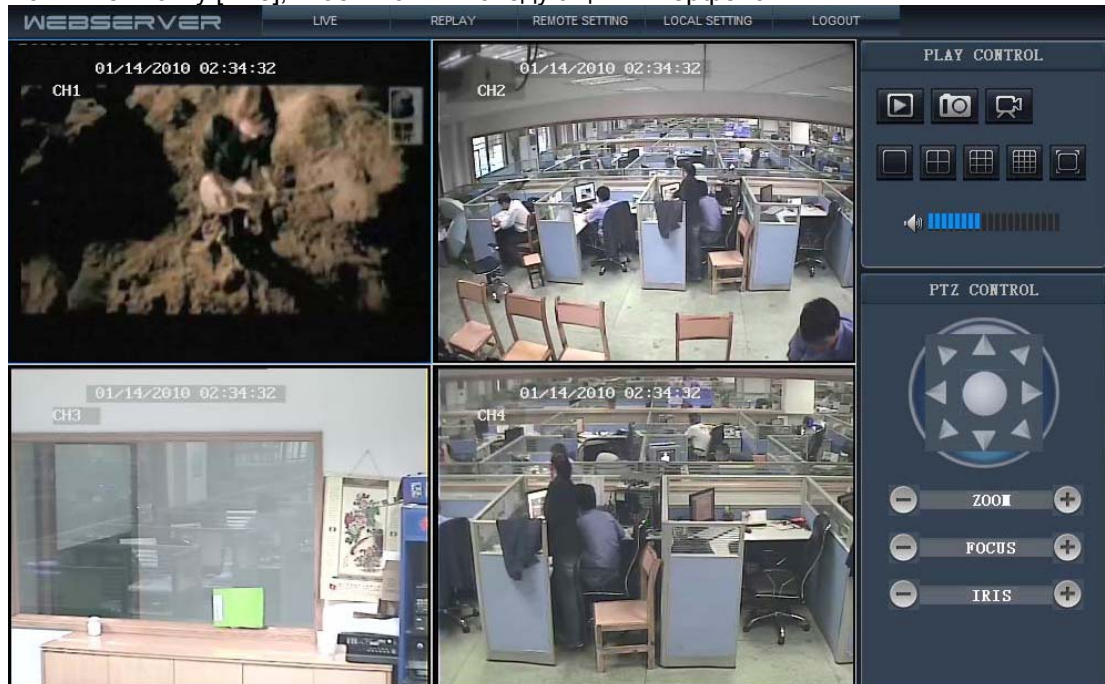 WEBSERVER LIVE REPLAY REMOTE SETTING LOCAL SETTING LOGOUT
01/14/2010 02:34:32
CH1
01/14/2010 02:34:32
CH2
01/14/2010 02:34:32
CH3
01/14/2010 02:34:32
CH4
PLAY CONTROL
PTZ CONTROL
ZOOM
FOCUS
IRIS